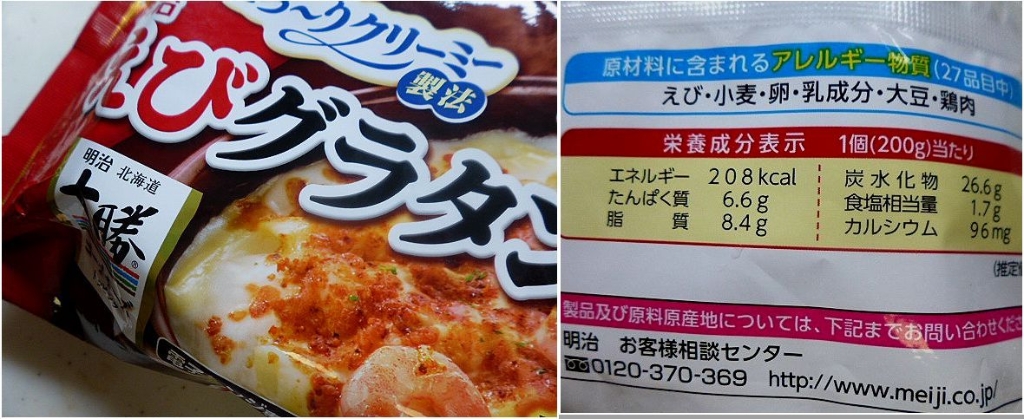 〜りクリーミー
製法
えび
グラタン
明治 北海道
十勝
®
原材料に含まれるアレルギー物質(27品目中)
えび・小麦・卵・乳成分・大豆・鶏肉
栄養成分表示 1個(200g)当たり
エネルギー 208kcal
たんぱく質 6.6g
脂質 8.4g
炭水化物 26.6g
食塩相当量 1.7g
カルシウム 96mg
(推定
製品及び原料原産地については、下記までお問い合わせくださ
明治 お客様相談センター
0120-370-369 http://www.meiji.co.jp/